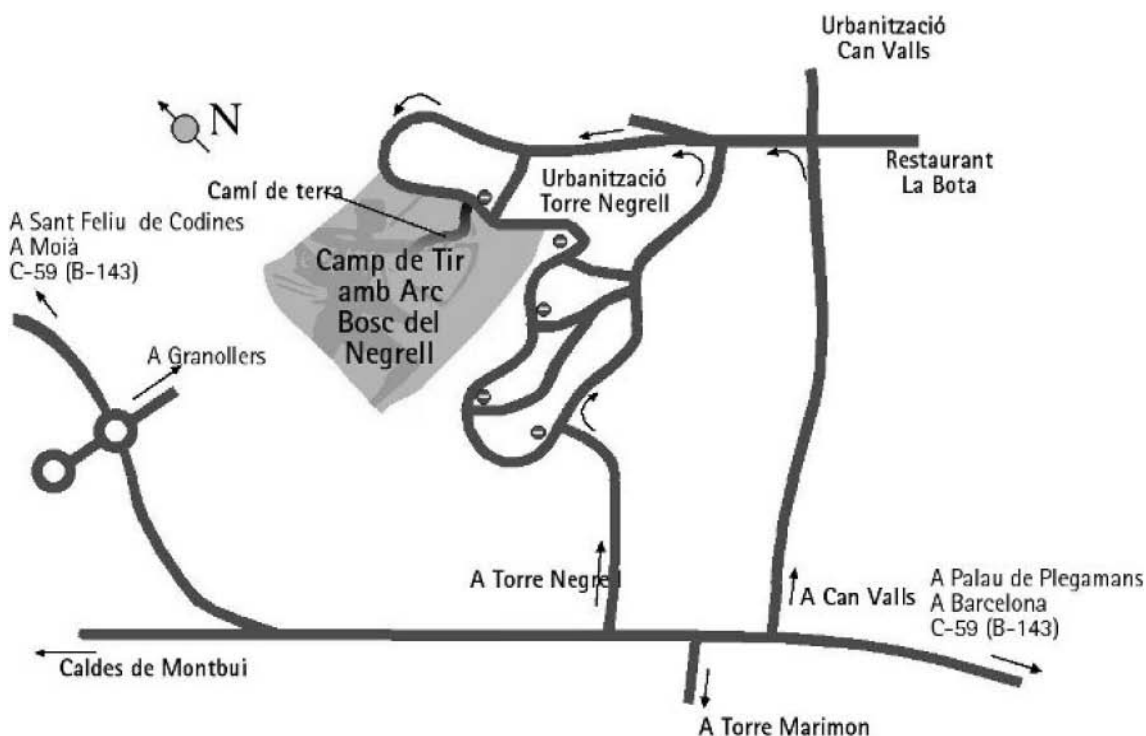 Urbanització
Can Valls
N
Restaurant
La Bota
Urbanització
Torre Negrell
Camí de terra
A Sant Feliu de Codines
A Moià
C-59 (B-143)
Camp de Tir
amb Arc
Bosc del
Negrell
A Granollers
A Torre Negrell
A Can Valls
A Palau de Plegamans
A Barcelona
C-59 (B-143)
Caldes de Montbui
A Torre Marimon